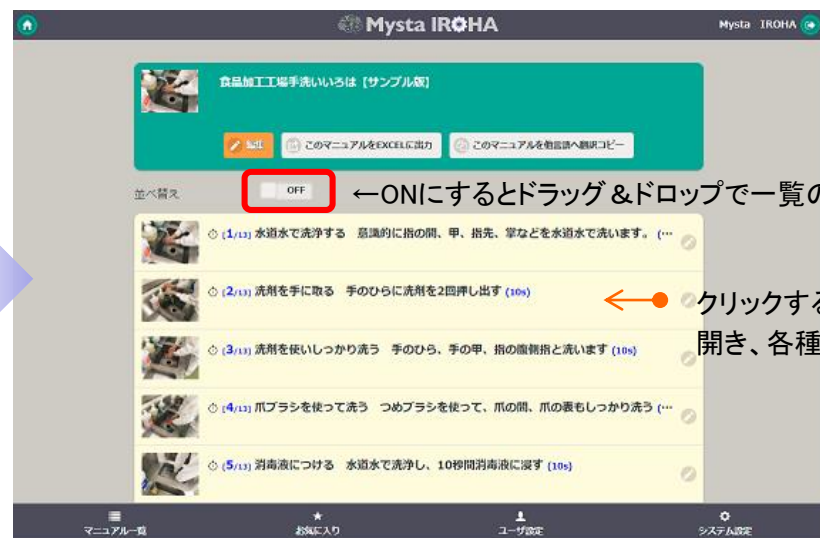 Mysta IROHA
Mysta IROHA
食品加工工場手洗いいろは【サンプル版】
編集
このマニュアルをEXCELに出力
このマニュアルを他言語へ翻訳コピー
並べ替え
OFF
←ONにするとドラッグ&ドロップで一覧の
(1/13) 水道水で洗浄する 意識的に指の間、甲、指先、掌などを水道水で洗います。 (…
(2/13) 洗剤を手に取る 手のひらに洗剤を2回押し出す (10s)
クリックする
開き、各種
(3/13) 洗剤を使いしっかり洗う 手のひら、手の甲、指の腹側指と洗います (10s)
(4/13) 爪ブラシを使って洗う つめブラシを使って、爪の間、爪の裏もしっかり洗う (…
(5/13) 消毒液につける 水道水で洗浄し、10秒間消毒液に浸す (10s)
マニュアル一覧
お気に入り
ユーザ設定
システム設定